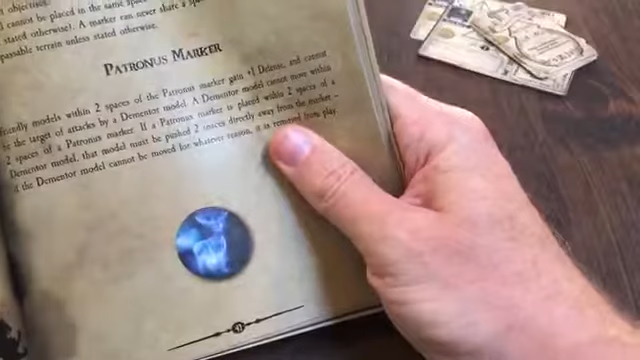 objectives.
cannot be placed in the same space
stated otherwise). A marker can never share a
passable terrain unless stated otherwise.
PATRONUS MARKER
Friendly models within 2 spaces of the Patronus marker gain +1 Defense, and cannot
be the target of attacks by a Dementor model. A Dementor model cannot move within
2 spaces of a Patronus marker. If a Patronus marker is placed within 2 spaces of a
Dementor model, that model must be pushed 2 spaces directly away from the marker –
if the Dementor model cannot be moved for whatever reason, it is removed from play